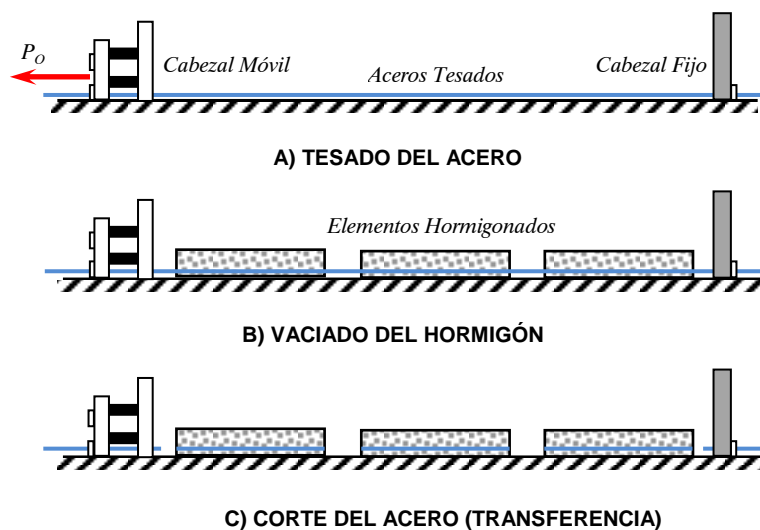 P_O
Cabezal Móvil
Aceros Tesados
Cabezal Fijo
A) TESADO DEL ACERO
Elementos Hormigonados
B) VACIADO DEL HORMIGÓN
C) CORTE DEL ACERO (TRANSFERENCIA)